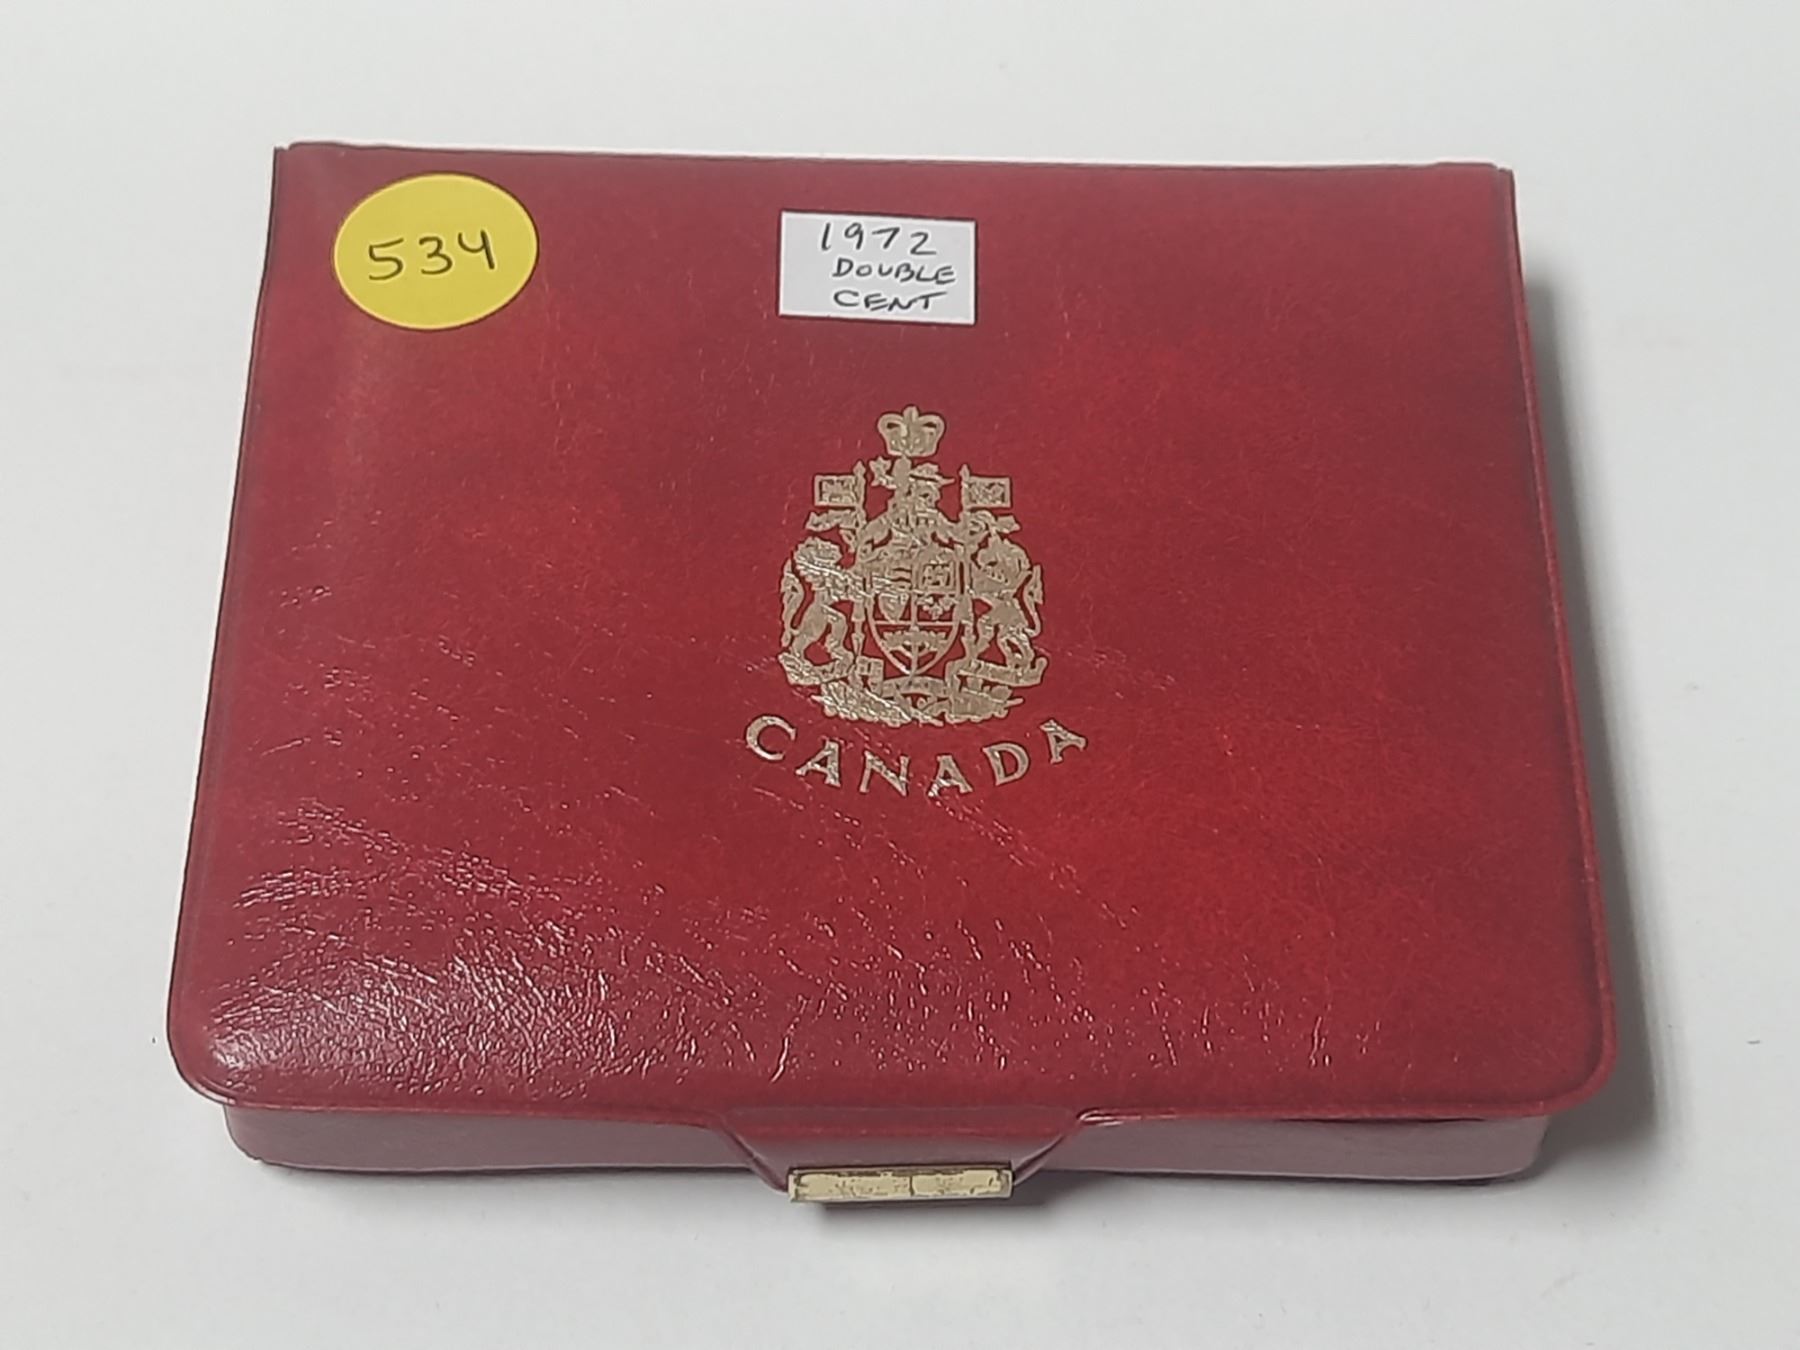 534
1972
DOUBLE
CENT
CANADA